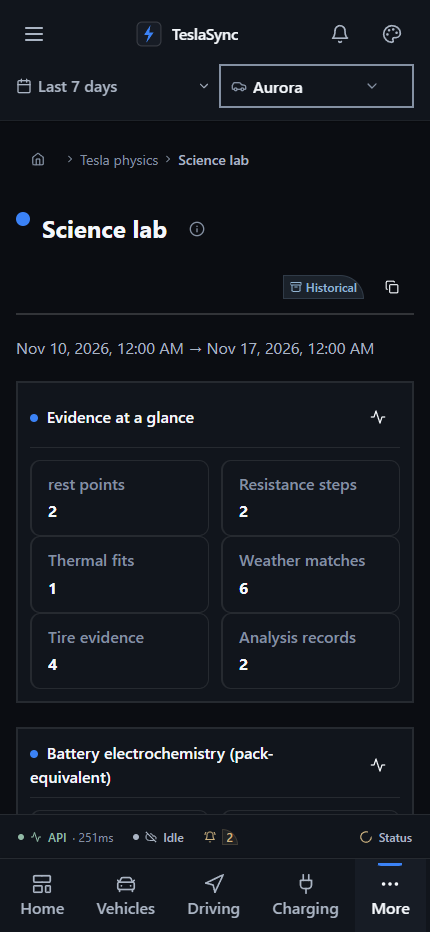 TeslaSync
Last 7 days
Aurora
Tesla physics
Science lab
Science lab
Historical
Nov 10, 2026, 12:00 AM → Nov 17, 2026, 12:00 AM
Evidence at a glance
rest points
2
Resistance steps
2
Thermal fits
1
Weather matches
6
Tire evidence
4
Analysis records
2
Battery electrochemistry (pack-
equivalent)
API · 251ms
Idle
2
Status
Home
Vehicles
Driving
Charging
More